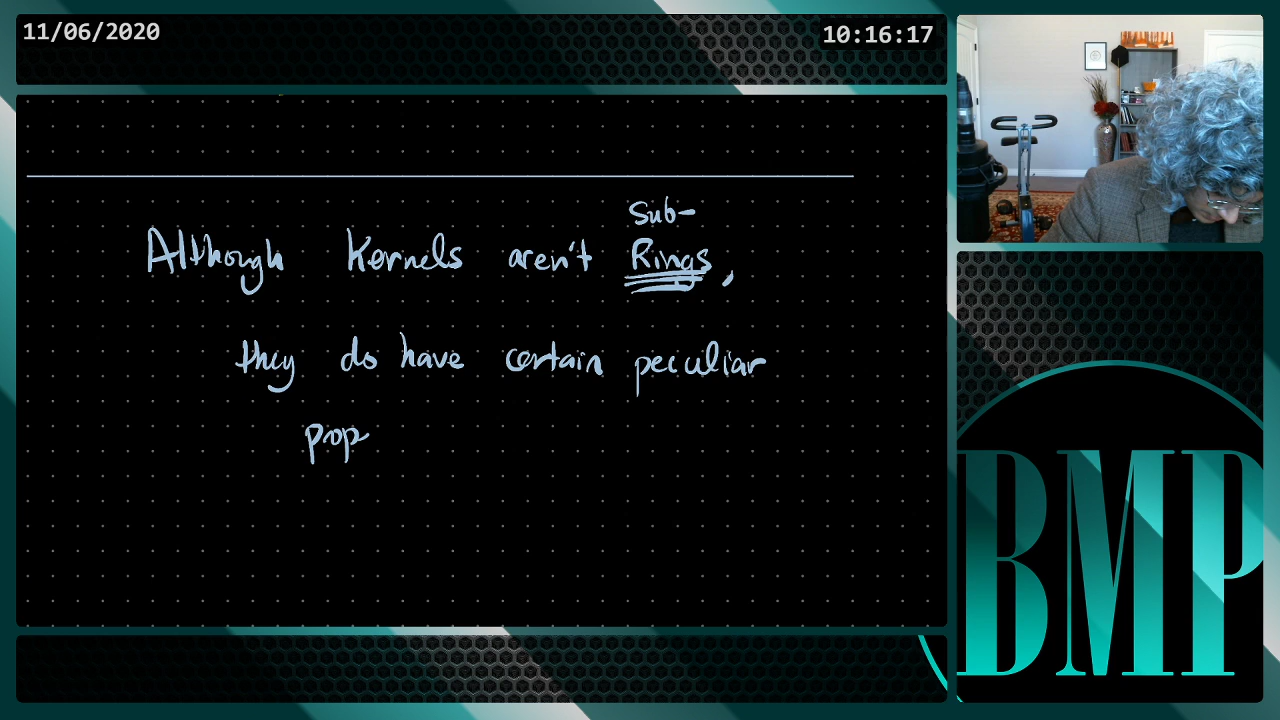 11/06/2020
10:16:17
Sub-
Although Kernels aren't Rings,
they do have certain peculiar
prop
BMP